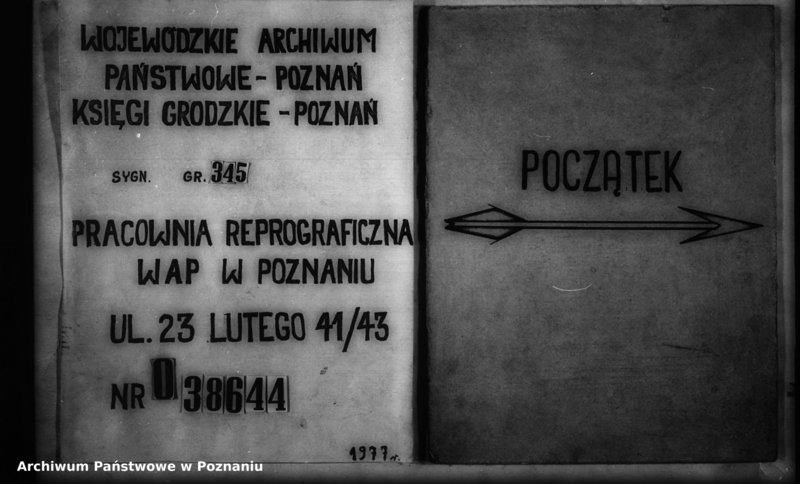 WOJEWÓDZKIE ARCHIWUM
PAŃSTWOWE - POZNAŃ
KSIĘGI GRODZKIE - POZNAŃ
SYGN. GR. 345
PRACOWNIA REPROGRAFICZNA
WAP W POZNANIU
UL. 23 LUTEGO 41/43
NR 038644
1977 r.
POCZĄTEK
Archiwum Państwowe w Poznaniu